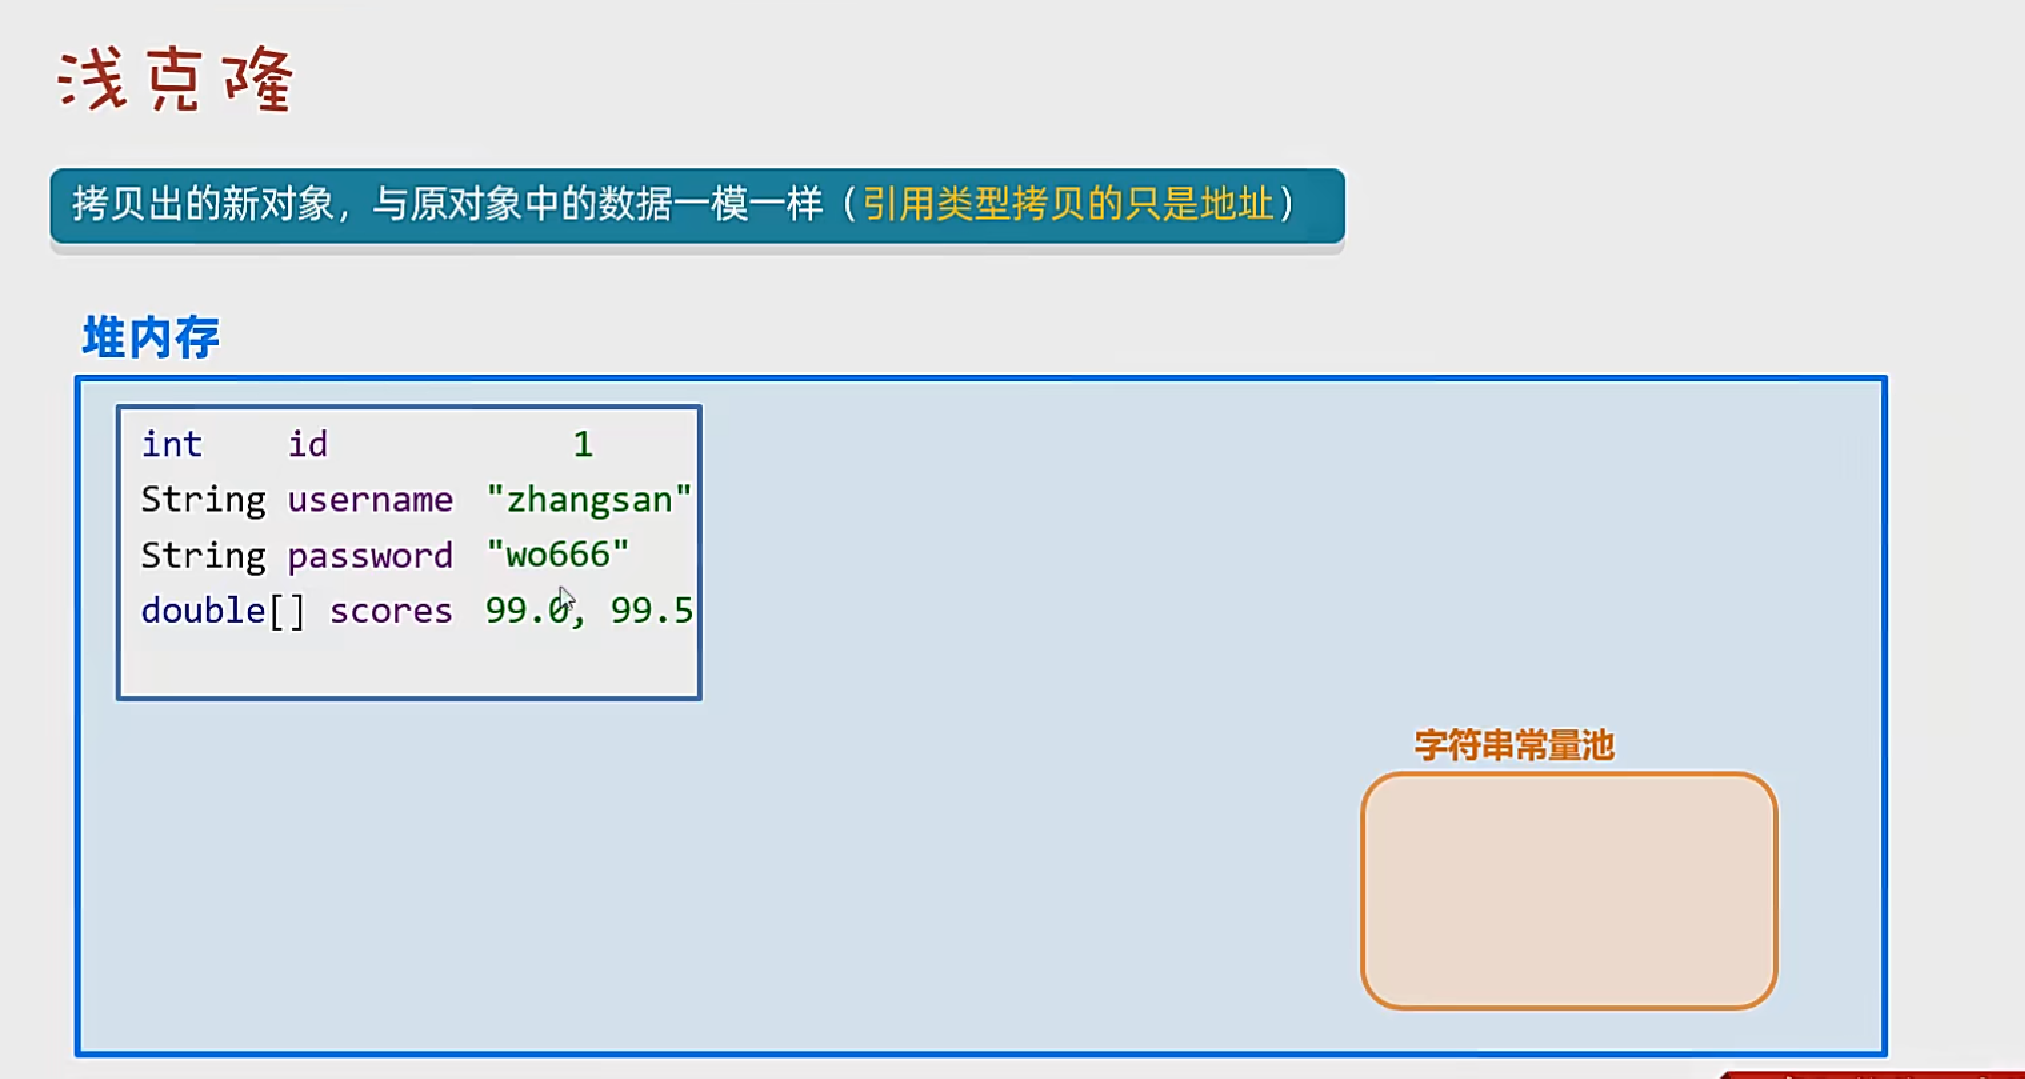 浅克隆
拷贝出的新对象，与原对象中的数据一模一样（引用类型拷贝的只是地址）
堆内存
int id 1
String username "zhangsan"
String password "wo666"
double[] scores 99.0, 99.5
字符串常量池